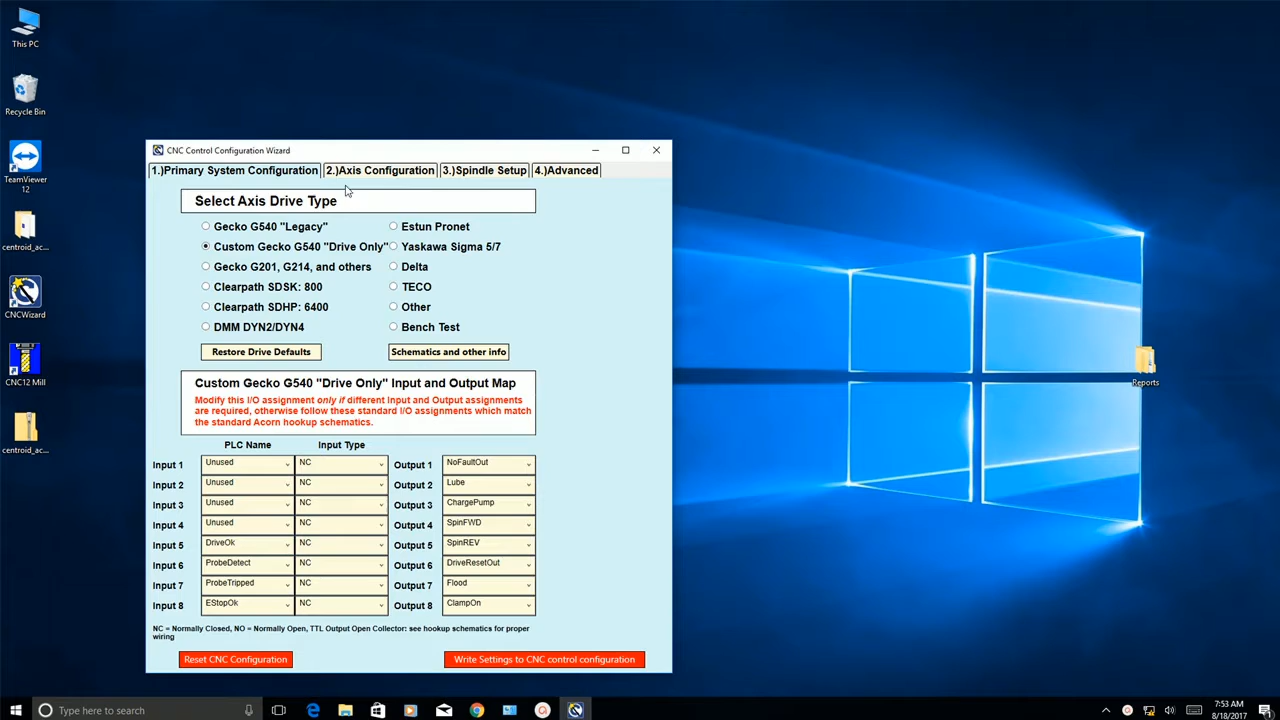 This PC
Recycle Bin
TeamViewer
12
centroid_ac...
CNCWizard
CNC12 Mill
centroid_ac...
Reports
CNC Control Configuration Wizard
1.)Primary System Configuration 2.)Axis Configuration 3.)Spindle Setup 4.)Advanced
Select Axis Drive Type
Gecko G540 "Legacy" Estun Pronet
Custom Gecko G540 "Drive Only" Yaskawa Sigma 5/7
Gecko G201, G214, and others Delta
Clearpath SDSK: 800 TECO
Clearpath SDHP: 6400 Other
DMM DYN2/DYN4 Bench Test
Restore Drive Defaults Schematics and other info
Custom Gecko G540 "Drive Only" Input and Output Map
Modify this I/O assignment only if different Input and Output assignments
are required, otherwise follow these standard I/O assignments which match
the standard Acorn hookup schematics.
PLC Name Input Type
Input 1 Unused NC Output 1 NoFaultOut
Input 2 Unused NC Output 2 Lube
Input 3 Unused NC Output 3 ChargePump
Input 4 Unused NC Output 4 SpinFWD
Input 5 DriveOk NC Output 5 SpinREV
Input 6 ProbeDetect NC Output 6 DriveResetOut
Input 7 ProbeTripped NC Output 7 Flood
Input 8 EStopOk NC Output 8 ClampOn
NC = Normally Closed, NO = Normally Open, TTL Output Open Collector: see hookup schematics for proper
wiring
Reset CNC Configuration Write Settings to CNC control configuration
Type here to search
7:53 AM
8/18/2017